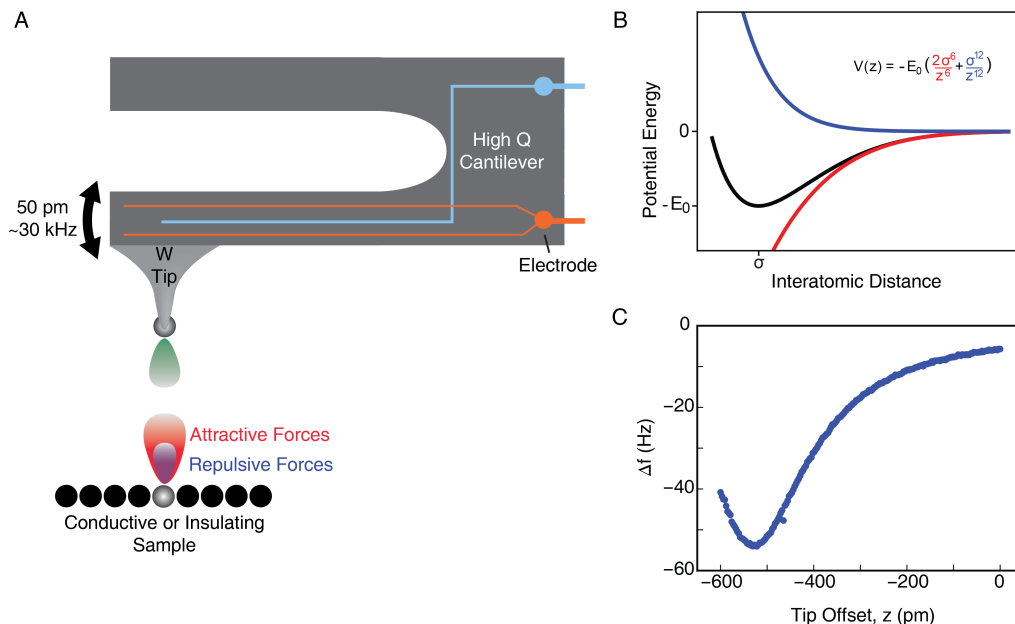 A
High Q
Cantilever
50 pm
~30 kHz
W
Tip
Electrode
Attractive Forces
Repulsive Forces
Conductive or Insulating
Sample
B
V(z) = -E₀ (2σ⁶/z⁶ + σ¹²/z¹²)
Potential Energy
0
-E₀
σ
Interatomic Distance
C
Δf (Hz)
0
−20
−40
−60
−600
−400
−200
0
Tip Offset, z (pm)